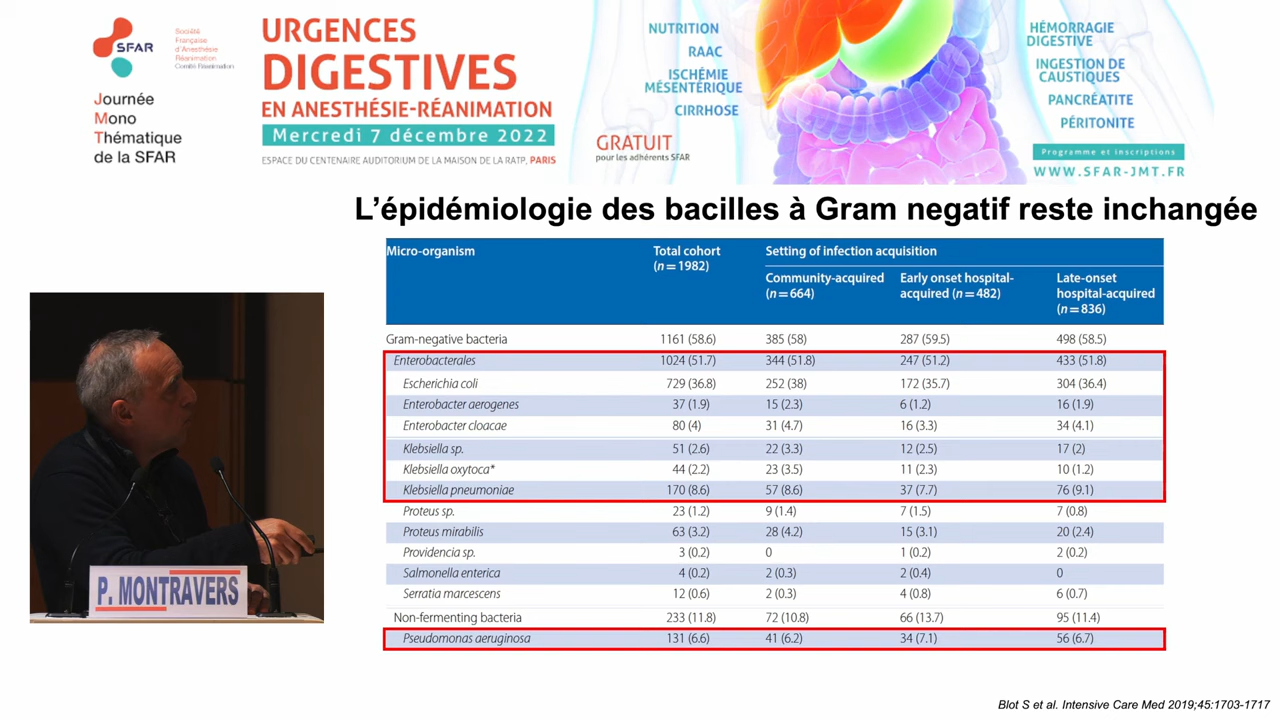 SFAR
Société
Française
d'Anesthésie
Réanimation
Comité Réanimation
Journée
Mono
Thématique
de la SFAR
URGENCES
DIGESTIVES
EN ANESTHÉSIE-RÉANIMATION
Mercredi 7 décembre 2022
ESPACE DU CENTENAIRE AUDITORIUM DE LA MAISON DE LA RATP, PARIS
NUTRITION
RAAC
ISCHÉMIE
MÉSENTÉRIQUE
CIRRHOSE
GRATUIT
pour les adhérents SFAR
HÉMORRAGIE
DIGESTIVE
INGESTION DE
CAUSTIQUES
PANCRÉATITE
PÉRITONITE
Programme et inscriptions
WWW.SFAR-JMT.FR
L'épidémiologie des bacilles à Gram negatif reste inchangée
Micro-organism Total cohort (n=1982) Setting of infection acquisition
Community-acquired (n=664) Early onset hospital-acquired (n=482) Late-onset hospital-acquired (n=836)
Gram-negative bacteria 1161 (58.6) 385 (58) 287 (59.5) 498 (58.5)
Enterobacterales 1024 (51.7) 344 (51.8) 247 (51.2) 433 (51.8)
Escherichia coli 729 (36.8) 252 (38) 172 (35.7) 304 (36.4)
Enterobacter aerogenes 37 (1.9) 15 (2.3) 6 (1.2) 16 (1.9)
Enterobacter cloacae 80 (4) 31 (4.7) 16 (3.3) 34 (4.1)
Klebsiella sp. 51 (2.6) 22 (3.3) 12 (2.5) 17 (2)
Klebsiella oxytoca* 44 (2.2) 23 (3.5) 11 (2.3) 10 (1.2)
Klebsiella pneumoniae 170 (8.6) 57 (8.6) 37 (7.7) 76 (9.1)
Proteus sp. 23 (1.2) 9 (1.4) 7 (1.5) 7 (0.8)
Proteus mirabilis 63 (3.2) 28 (4.2) 15 (3.1) 20 (2.4)
Providencia sp. 3 (0.2) 0 1 (0.2) 2 (0.2)
Salmonella enterica 4 (0.2) 2 (0.3) 2 (0.4) 0
Serratia marcescens 12 (0.6) 2 (0.3) 4 (0.8) 6 (0.7)
Non-fermenting bacteria 233 (11.8) 72 (10.8) 66 (13.7) 95 (11.4)
Pseudomonas aeruginosa 131 (6.6) 41 (6.2) 34 (7.1) 56 (6.7)
P. MONTRAVERS
Blot S et al. Intensive Care Med 2019;45:1703-1717